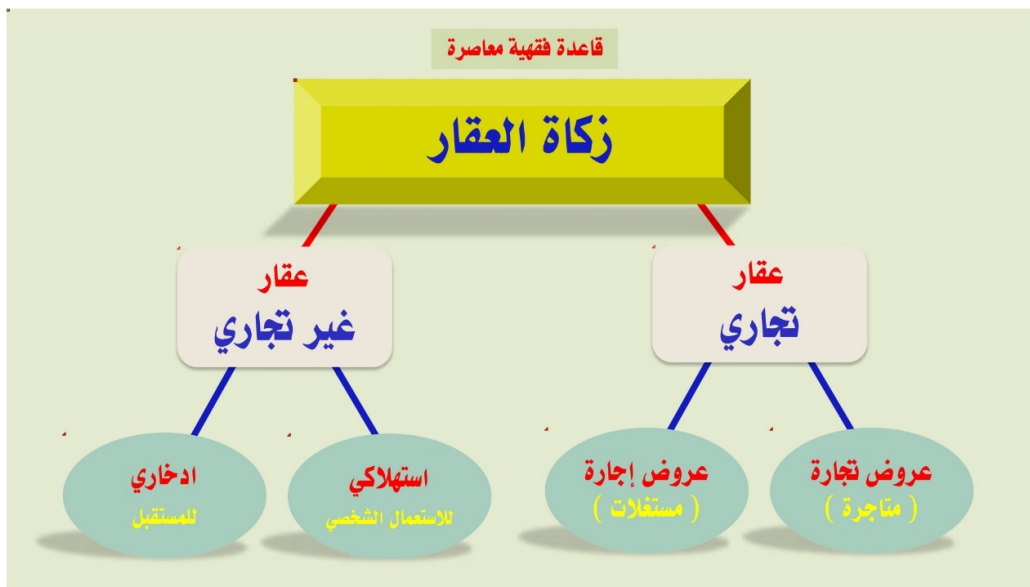 قاعدة فقهية معاصرة
زكاة العقار
عقار
تجاري
عقار
غير تجاري
عروض تجارة
( متاجرة )
عروض إجارة
( مستغلات )
استهلاكي
للاستعمال الشخصي
ادخاري
للمستقبل